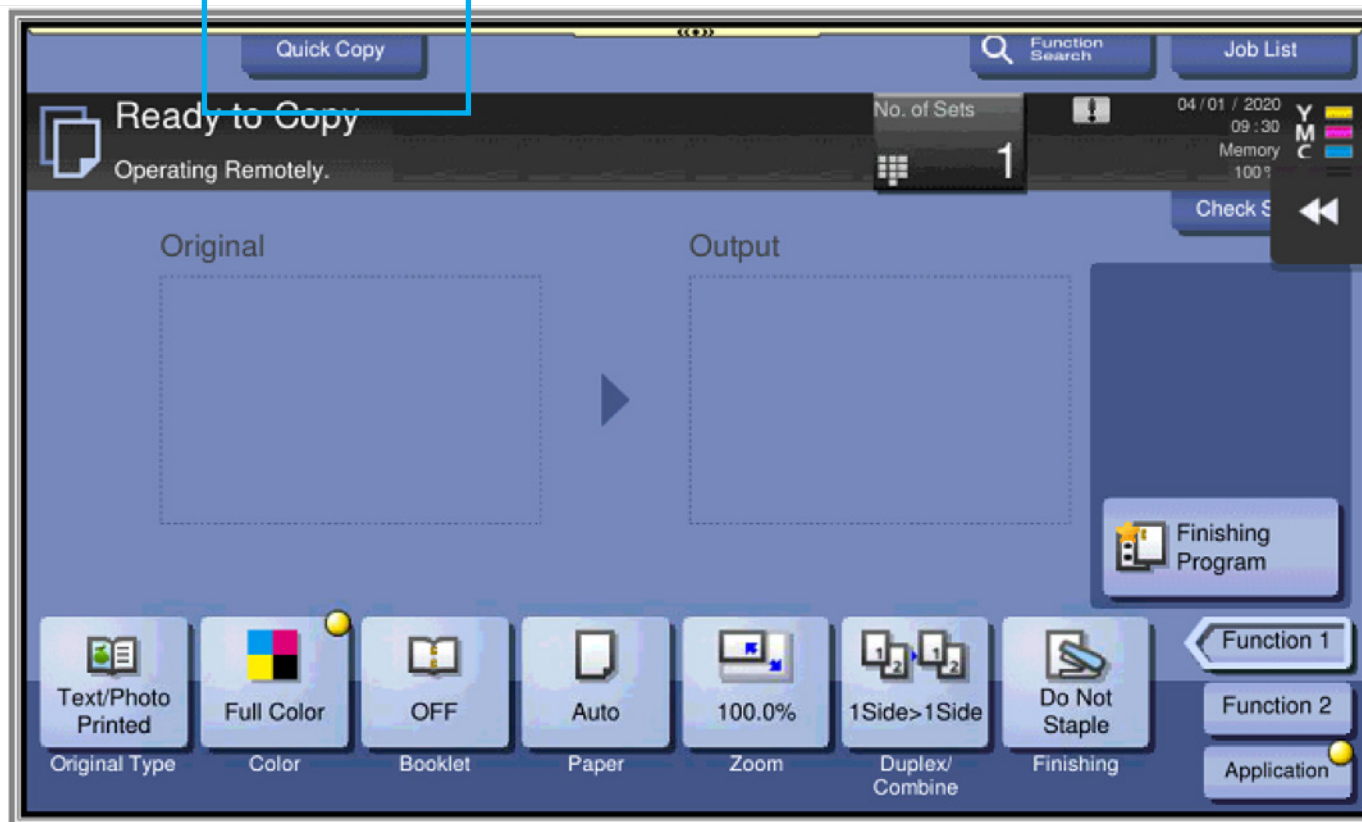 Quick Copy
Function
Search
Job List
Ready to Copy
Operating Remotely.
No. of Sets
1
04 / 01 / 2020
09 : 30
Memory
100
Y
M
C
Check
Original
Output
Finishing
Program
Text/Photo
Printed
Original Type
Full Color
Color
OFF
Booklet
Auto
Paper
100.0%
Zoom
1Side>1Side
Duplex/
Combine
Do Not
Staple
Finishing
Function 1
Function 2
Application